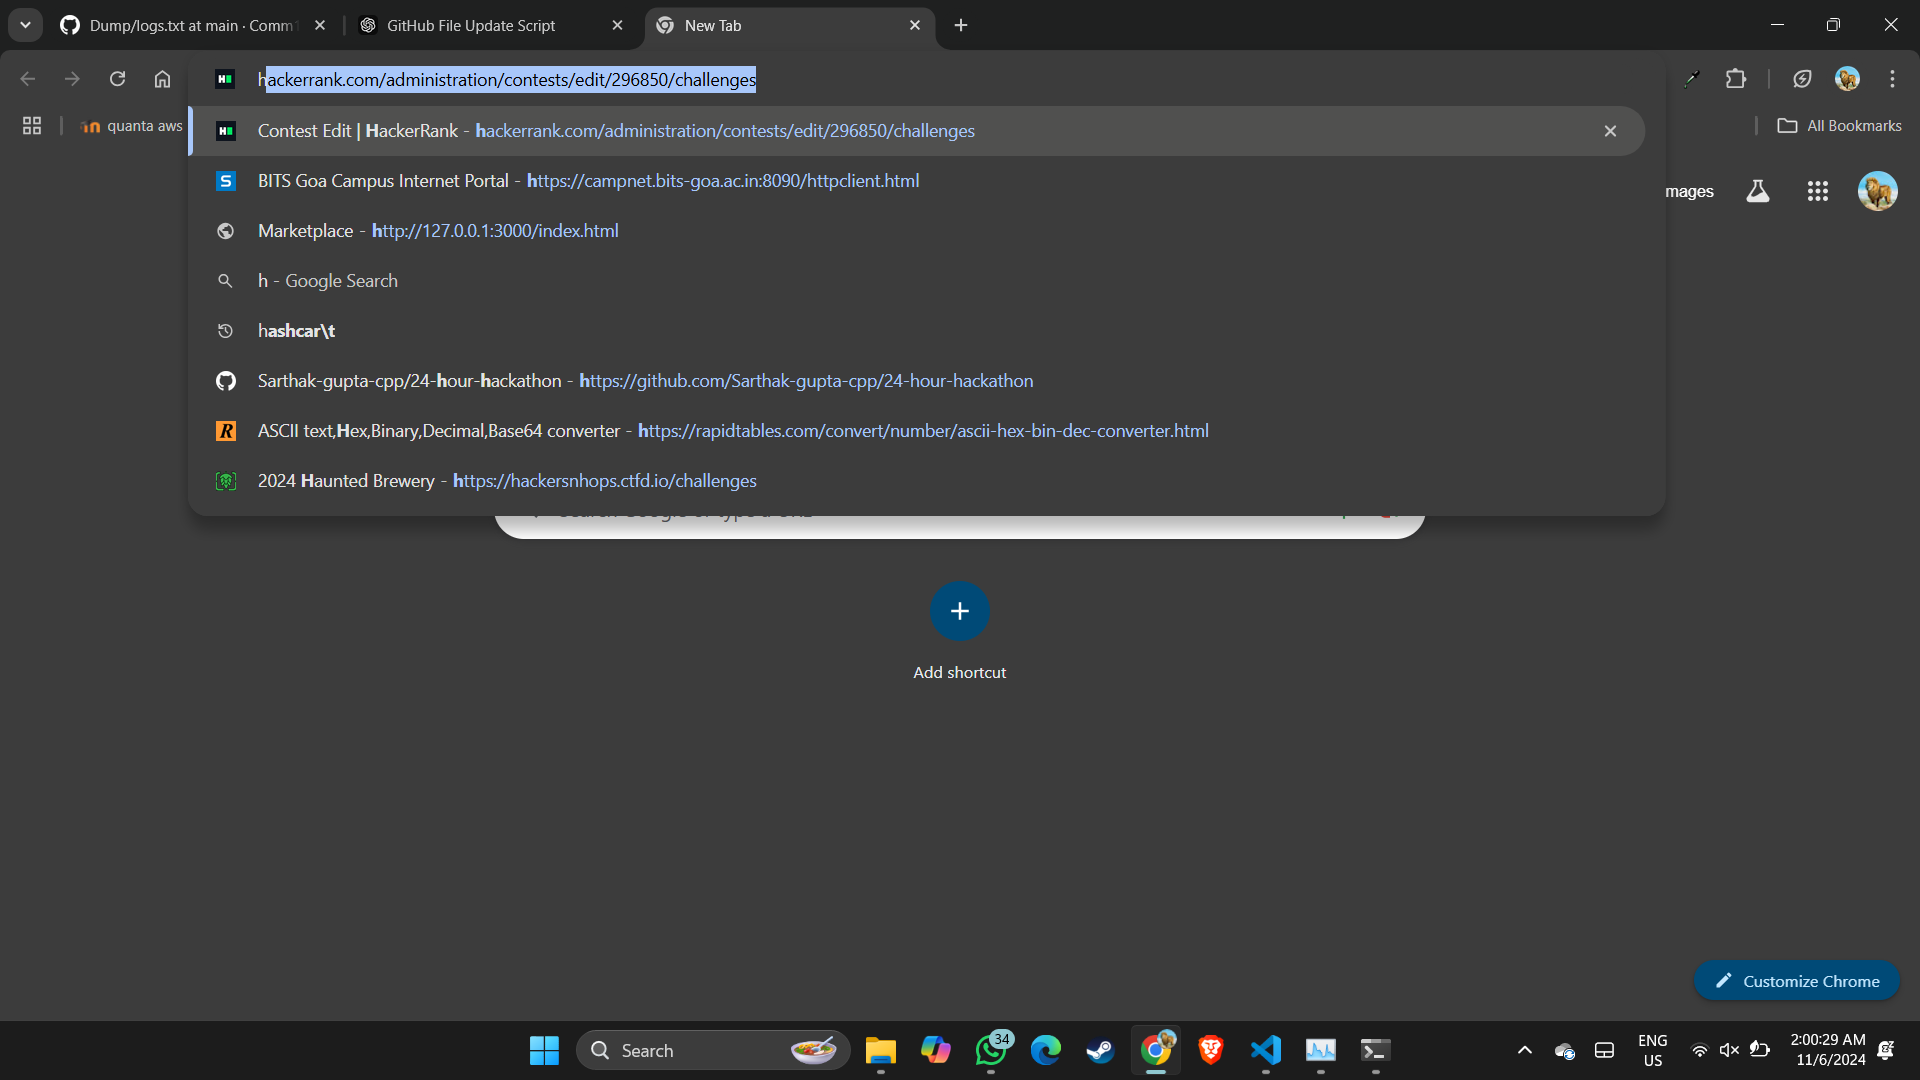 Dump/logs.txt at main · Comm
GitHub File Update Script
New Tab
hackerrank.com/administration/contests/edit/296850/challenges
quanta aws
All Bookmarks
Contest Edit | HackerRank - hackerrank.com/administration/contests/edit/296850/challenges
BITS Goa Campus Internet Portal - https://campnet.bits-goa.ac.in:8090/httpclient.html
mages
Marketplace - http://127.0.0.1:3000/index.html
h - Google Search
hashcar\t
Sarthak-gupta-cpp/24-hour-hackathon - https://github.com/Sarthak-gupta-cpp/24-hour-hackathon
ASCII text,Hex,Binary,Decimal,Base64 converter - https://rapidtables.com/convert/number/ascii-hex-bin-dec-converter.html
2024 Haunted Brewery - https://hackersnhops.ctfd.io/challenges
Add shortcut
Customize Chrome
Search
34
ENG
US
2:00:29 AM
11/6/2024